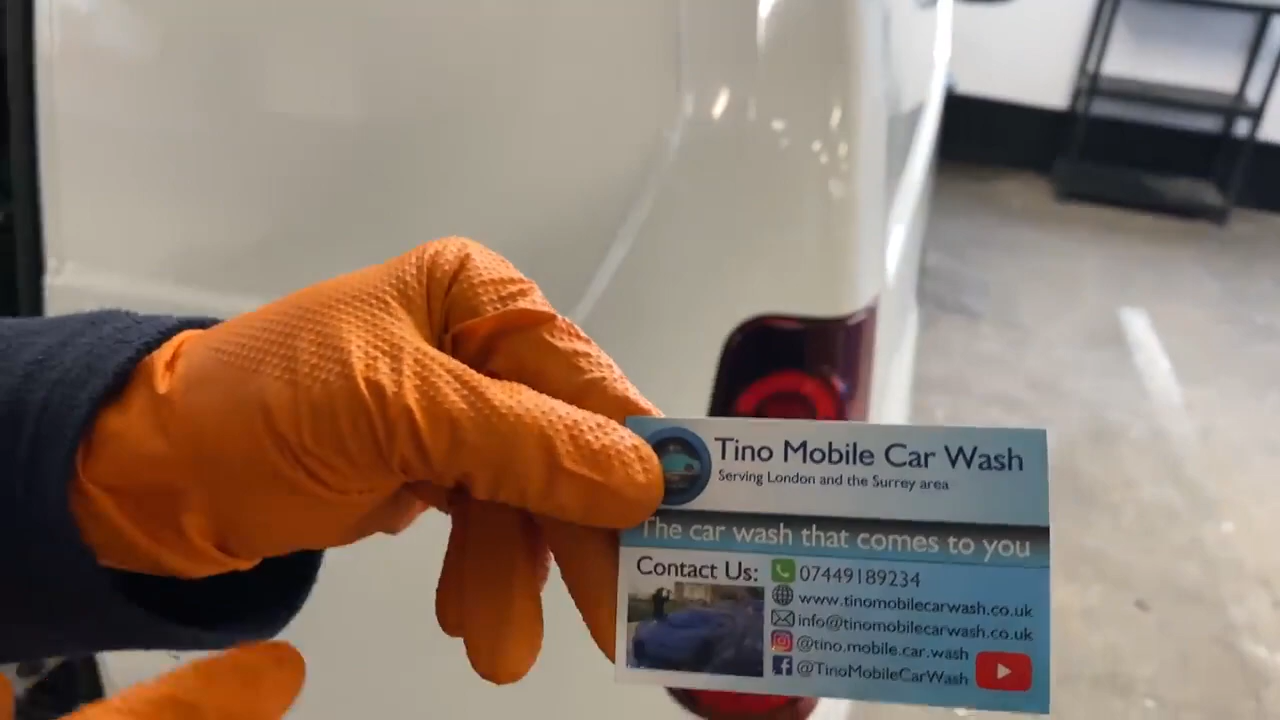 Tino Mobile Car Wash
Serving London and the Surrey area
The car wash that comes to you
Contact Us:
07449189234
www.tinomobilecarwash.co.uk
info@tinomobilecarwash.co.uk
@tino.mobile.car.wash
@TinoMobileCarWash